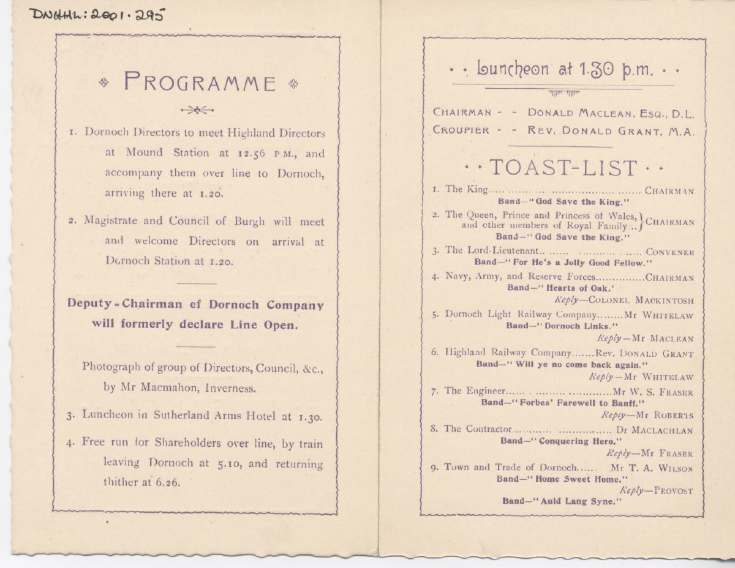 DNHHL:2001.295
PROGRAMME
1. Dornoch Directors to meet Highland Directors
at Mound Station at 12.56 P.M., and
accompany them over line to Dornoch,
arriving there at 1.20.
2. Magistrate and Council of Burgh will meet
and welcome Directors on arrival at
Dornoch Station at 1.20.
Deputy-Chairman of Dornoch Company
will formerly declare Line Open.
Photograph of group of Directors, Council, &c.,
by Mr Macmahon, Inverness.
3. Luncheon in Sutherland Arms Hotel at 1.30.
4. Free run for Shareholders over line, by train
leaving Dornoch at 5.10, and returning
thither at 6.26.
Luncheon at 1.30 p.m.
CHAIRMAN - - DONALD MACLEAN, ESQ., D.L.
CROUPIER - - REV. DONALD GRANT, M.A.
TOAST-LIST
1. The King........................................ CHAIRMAN
Band—"God Save the King."
2. The Queen, Prince and Princess of Wales,
and other members of Royal Family .. } CHAIRMAN
Band—"God Save the King."
3. The Lord-Lieutenant............................ CONVENER
Band—"For He's a Jolly Good Fellow."
4. Navy, Army, and Reserve Forces..............CHAIRMAN
Band—"Hearts of Oak.'
Reply—COLONEL MACKINTOSH
5. Dornoch Light Railway Company........MR WHITELAW
Band—"Dornoch Links."
Reply—MR MACLEAN
6. Highland Railway Company.......REV. DONALD GRANT
Band—"Will ye no come back again."
Reply—MR WHITELAW
7. The Engineer............................MR W. S. FRASER
Band—"Forbes' Farewell to Banff."
Reply—MR ROBERTS
8. The Contractor............................ DR MACLACHLAN
Band—"Conquering Hero."
Reply—MR FRASER
9. Town and Trade of Dornoch..... MR T. A. WILSON
Band—"Home Sweet Home."
Reply—PROVOST
Band—"Auld Lang Syne."